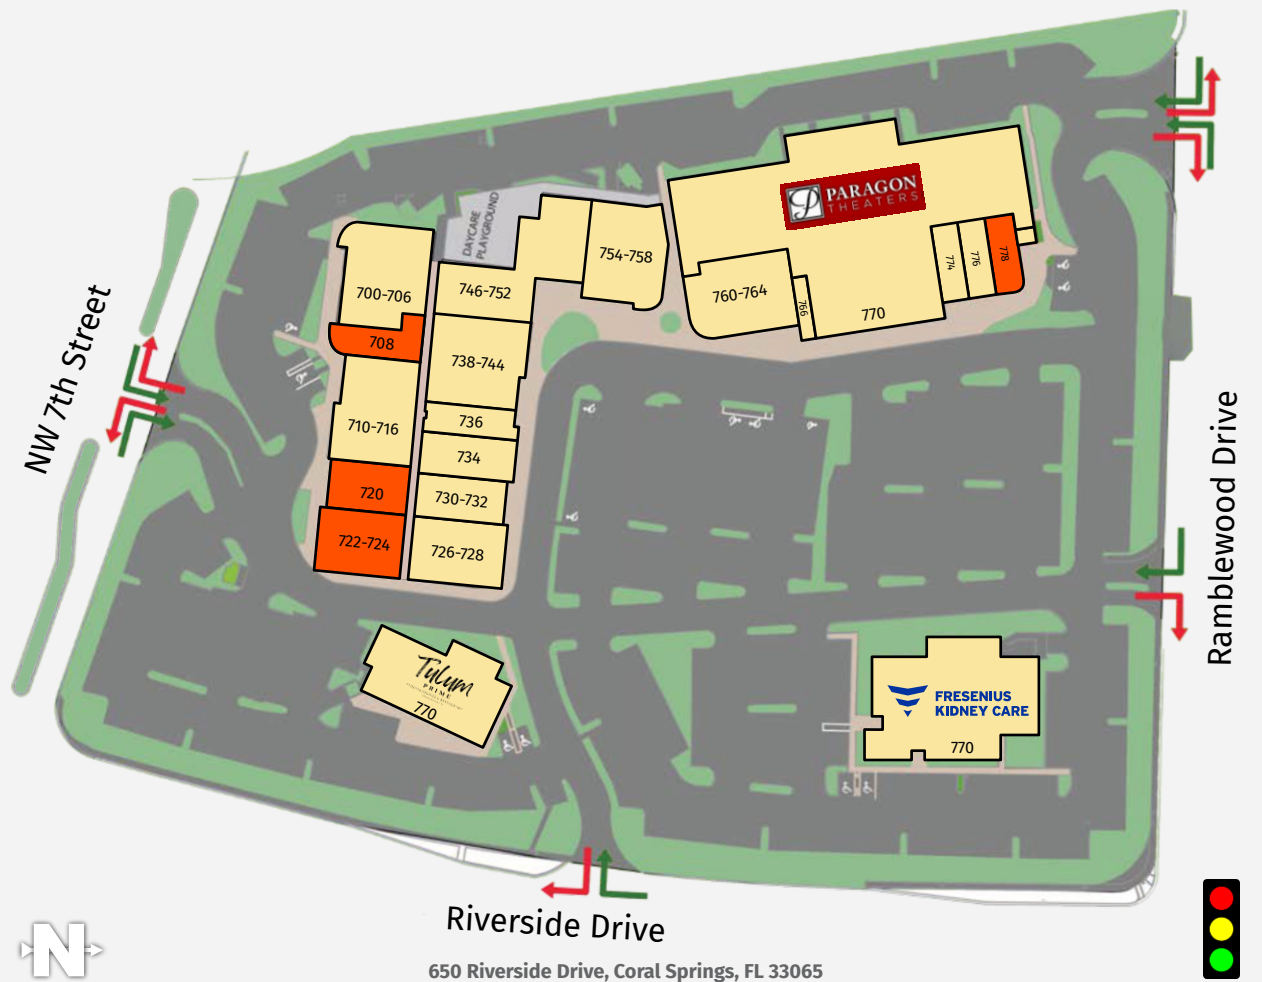 PARAGON
THEATERS
DAYCARE
PLAYGROUND
754-758
774
776
778
700-706
746-752
760-764
766
770
708
738-744
NW 7th Street
710-716
736
734
720
730-732
722-724
726-728
Ramblewood Drive
Tulum
PRIME
770
FRESENIUS
KIDNEY CARE
770
Riverside Drive
N
650 Riverside Drive, Coral Springs, FL 33065